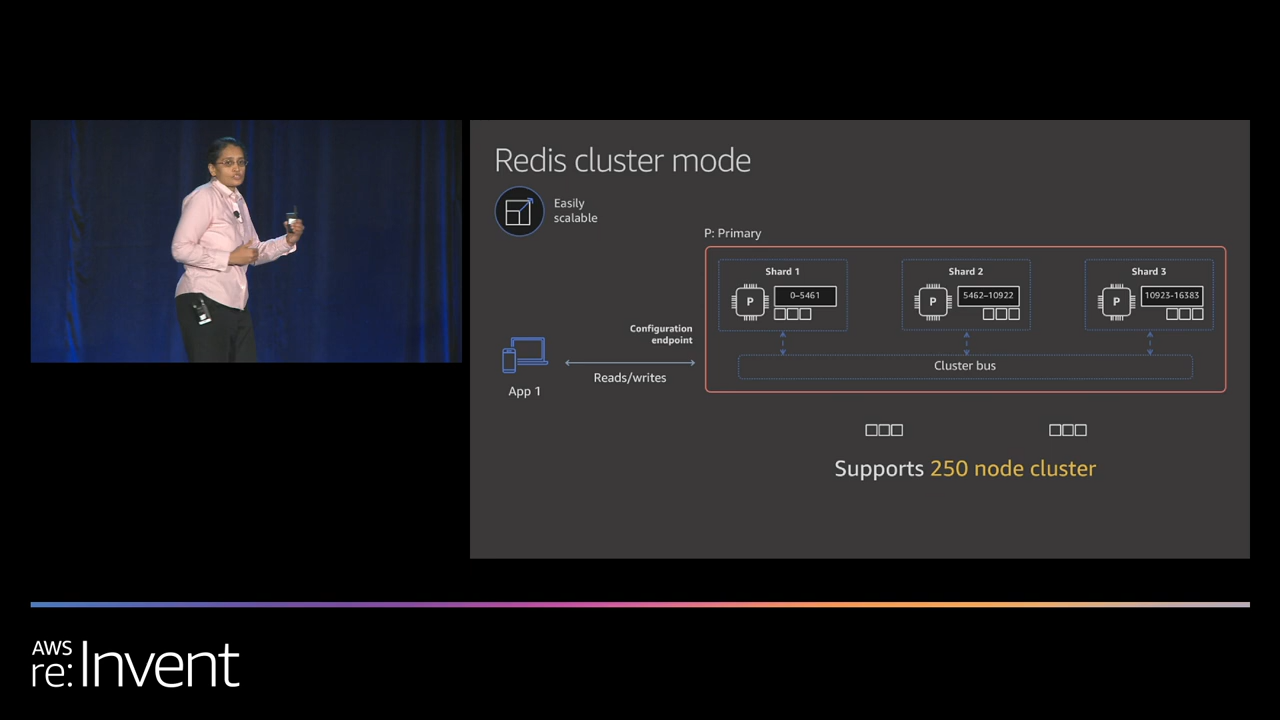 Redis cluster mode
Easily
scalable
P: Primary
Shard 1
P
0–5461
Shard 2
P
5462–10922
Shard 3
P
10923-16383
Configuration
endpoint
Reads/writes
App 1
Cluster bus
Supports 250 node cluster
AWS
re:Invent